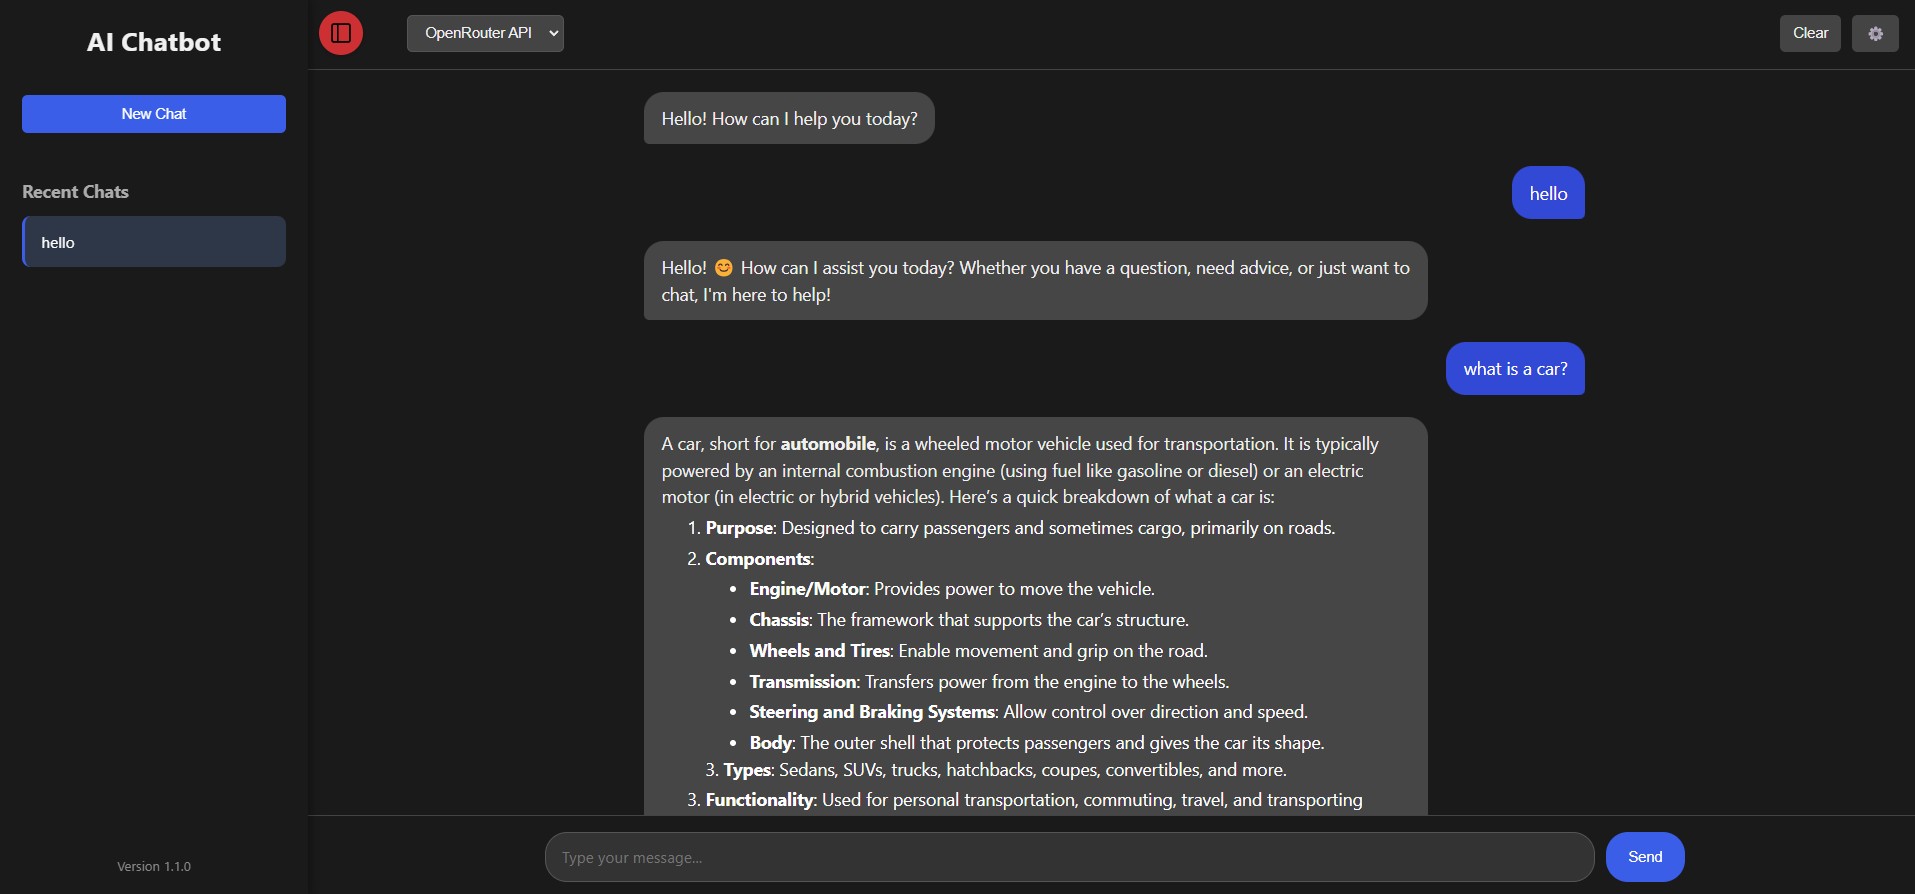 AI Chatbot
New Chat
Recent Chats
hello
Version 1.1.0
OpenRouter API
Clear
Hello! How can I help you today?
hello
Hello! 😊 How can I assist you today? Whether you have a question, need advice, or just want to
chat, I'm here to help!
what is a car?
A car, short for automobile, is a wheeled motor vehicle used for transportation. It is typically
powered by an internal combustion engine (using fuel like gasoline or diesel) or an electric
motor (in electric or hybrid vehicles). Here’s a quick breakdown of what a car is:
1. Purpose: Designed to carry passengers and sometimes cargo, primarily on roads.
2. Components:
• Engine/Motor: Provides power to move the vehicle.
• Chassis: The framework that supports the car’s structure.
• Wheels and Tires: Enable movement and grip on the road.
• Transmission: Transfers power from the engine to the wheels.
• Steering and Braking Systems: Allow control over direction and speed.
• Body: The outer shell that protects passengers and gives the car its shape.
3. Types: Sedans, SUVs, trucks, hatchbacks, coupes, convertibles, and more.
3. Functionality: Used for personal transportation, commuting, travel, and transporting
Type your message...
Send